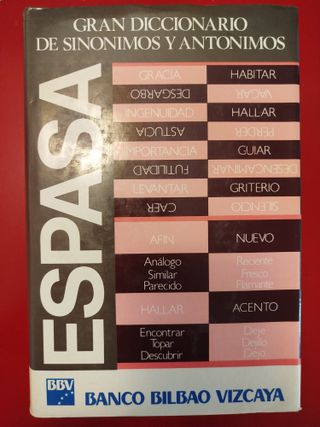 GRAN DICCIONARIO
DE SINONIMOS Y ANTONIMOS
ESPASA
GRACIA HABITAR
DESGARBO VAGAR
INGENUIDAD HALLAR
ASTUCIA PERDER
IMPORTANCIA GUIAR
FUTILIDAD DESENCAMINAR
LEVANTAR GRITERIO
CAER SILENCIO
AFIN NUEVO
Análogo Reciente
Similar Fresco
Parecido Flamante
HALLAR ACENTO
Encontrar Deje
Topar Dejillo
Descubrir Dejo
BBV BANCO BILBAO VIZCAYA